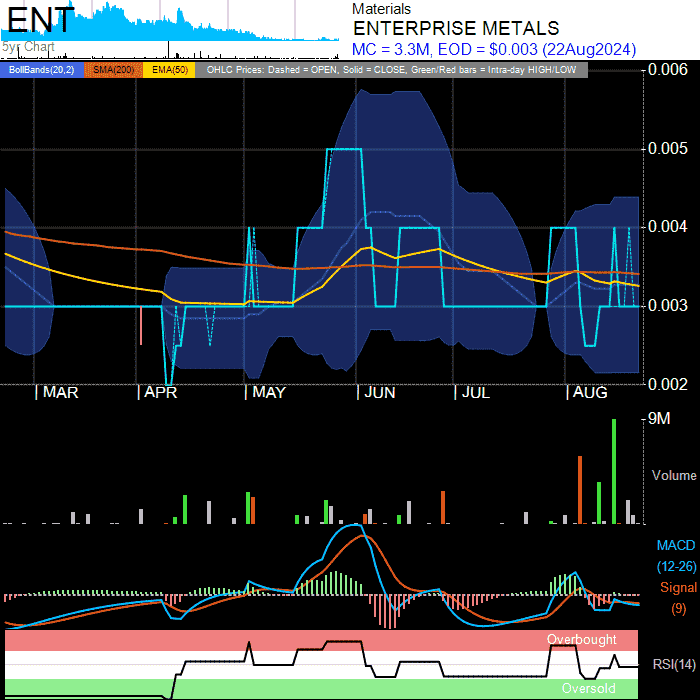 ENT
5yr Chart
Materials
ENTERPRISE METALS
MC = 3.3M, EOD = $0.003 (22Aug2024)
BollBands(20,2) SMA(200) EMA(50) OHLC Prices: Dashed = OPEN, Solid = CLOSE, Green/Red bars = Intra-day HIGH/LOW
0.006
0.005
0.004
0.003
0.002
| MAR | APR | MAY | JUN | JUL | AUG
9M
Volume
MACD
(12-26)
Signal
(9)
Overbought
RSI(14)
Oversold